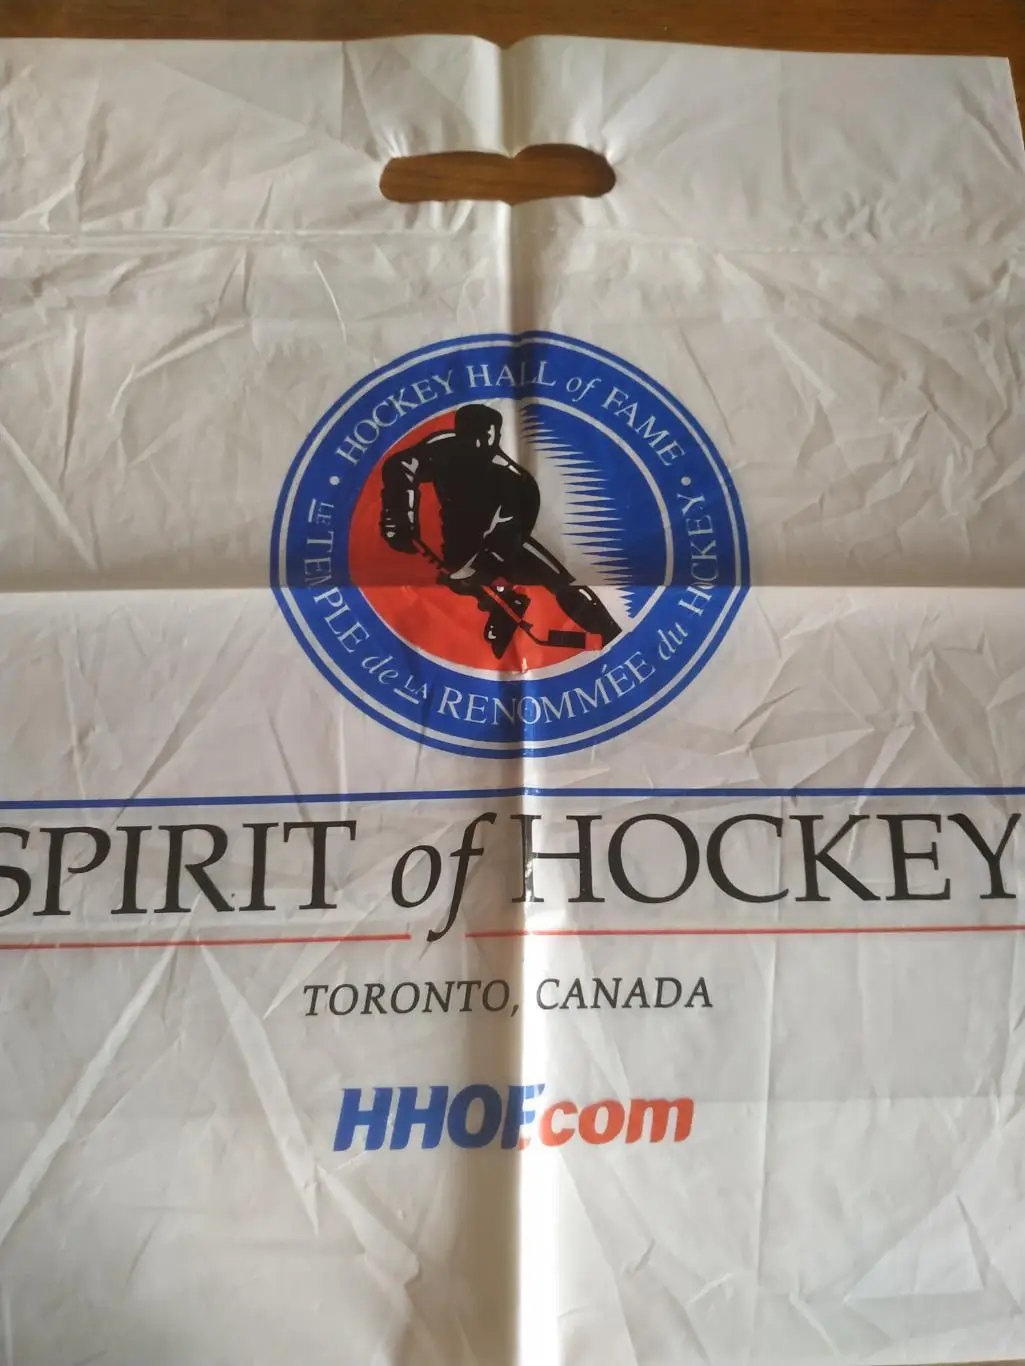 · HOCKEY HALL of FAME ·
LE TEMPLE de LA RENOMMÉE du HOCKEY
SPIRIT of HOCKEY
TORONTO, CANADA
HHOF.com